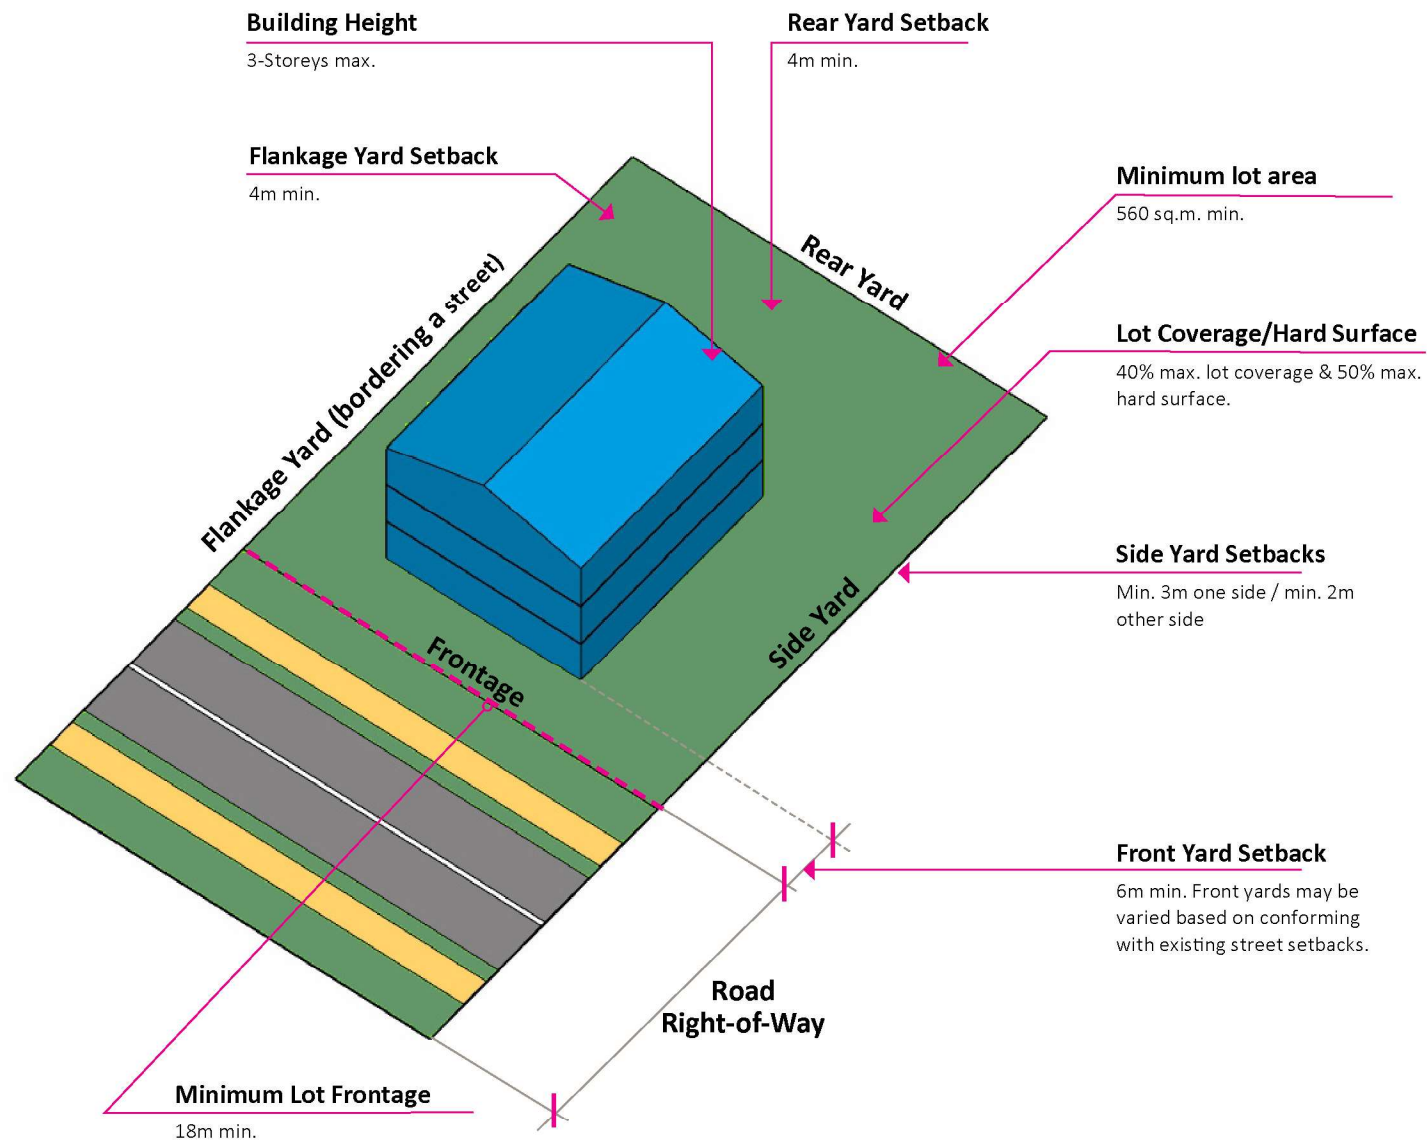 Building Height
3-Storeys max.
Rear Yard Setback
4m min.
Flankage Yard Setback
4m min.
Minimum lot area
560 sq.m. min.
Rear Yard
Flankage Yard (bordering a street)
Lot Coverage/Hard Surface
40% max. lot coverage & 50% max.
hard surface.
Side Yard Setbacks
Min. 3m one side / min. 2m
other side
Side Yard
Frontage
Front Yard Setback
6m min. Front yards may be
varied based on conforming
with existing street setbacks.
Road
Right-of-Way
Minimum Lot Frontage
18m min.